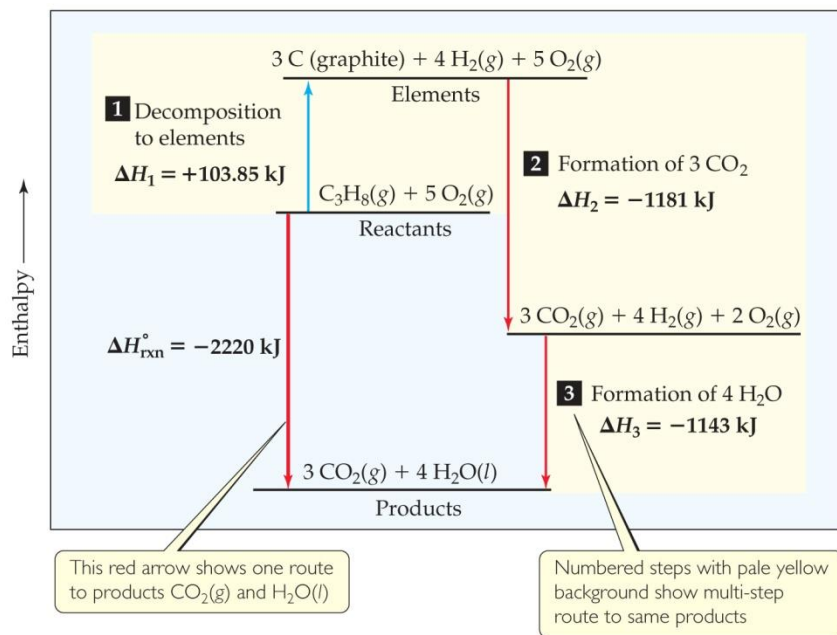 3 C (graphite) + 4 H₂(g) + 5 O₂(g)
Elements
1 Decomposition
to elements
ΔH₁ = +103.85 kJ
2 Formation of 3 CO₂
ΔH₂ = −1181 kJ
C₃H₈(g) + 5 O₂(g)
Reactants
Enthalpy
3 CO₂(g) + 4 H₂(g) + 2 O₂(g)
ΔH°rxn = −2220 kJ
3 Formation of 4 H₂O
ΔH₃ = −1143 kJ
3 CO₂(g) + 4 H₂O(l)
Products
This red arrow shows one route
to products CO₂(g) and H₂O(l)
Numbered steps with pale yellow
background show multi-step
route to same products